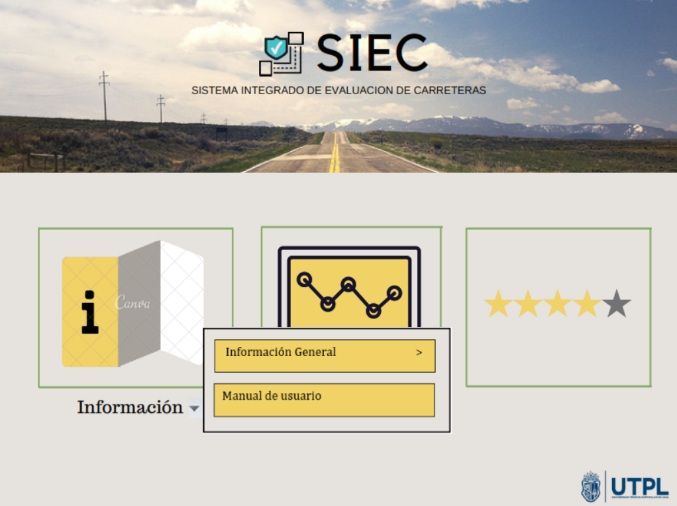 SIEC
SISTEMA INTEGRADO DE EVALUACION DE CARRETERAS
i
Canva
Información General >
Manual de usuario
Información
UTPL